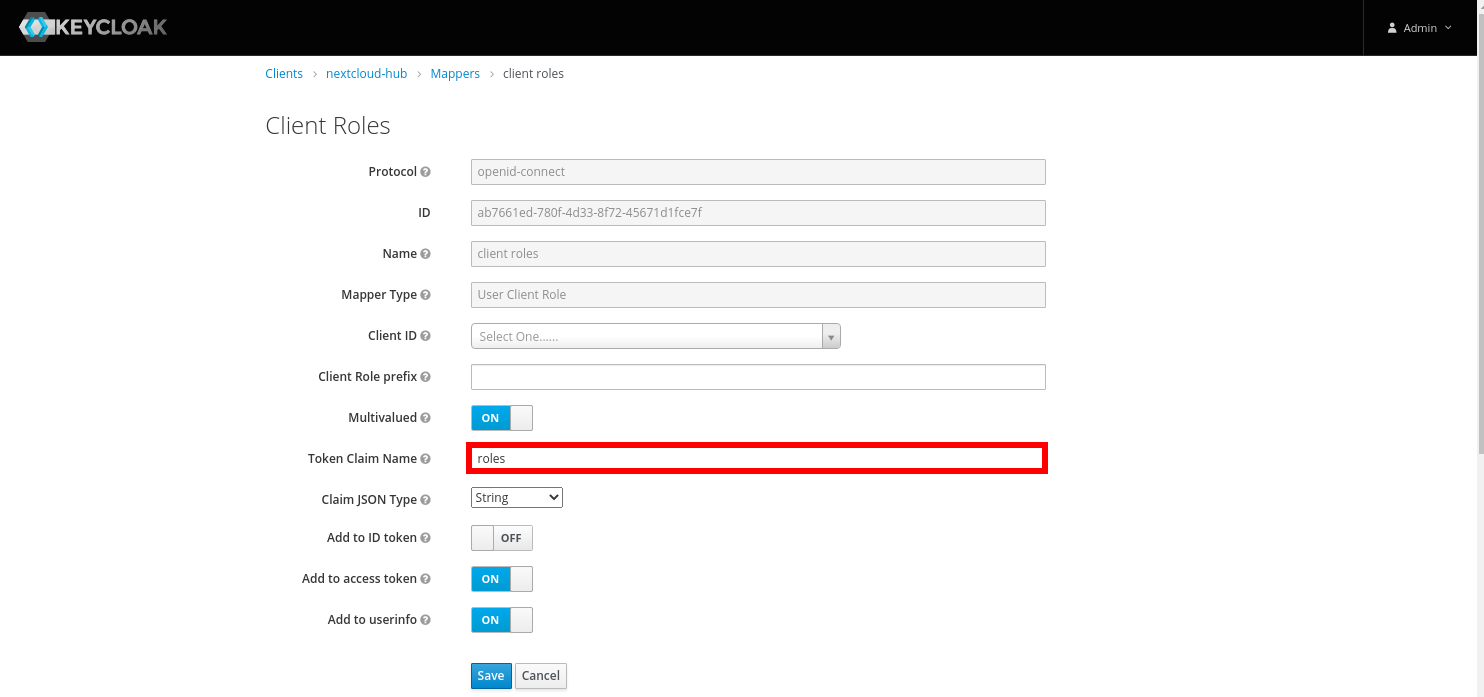 KEYCLOAK Admin
Clients > nextcloud-hub > Mappers > client roles
Client Roles
Protocol openid-connect
ID ab7661ed-780f-4d33-8f72-45671d1fce7f
Name client roles
Mapper Type User Client Role
Client ID Select One......
Client Role prefix
Multivalued ON
Token Claim Name roles
Claim JSON Type String
Add to ID token OFF
Add to access token ON
Add to userinfo ON
Save Cancel